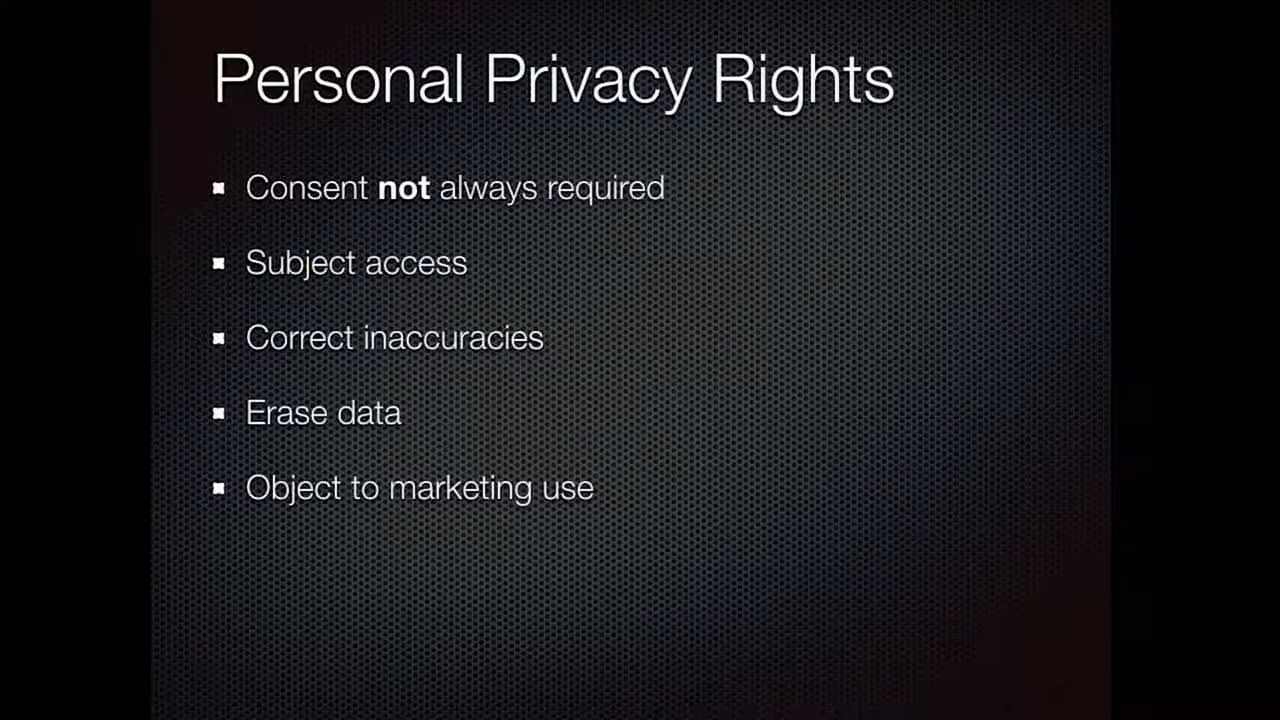 Personal Privacy Rights
Consent not always required
Subject access
Correct inaccuracies
Erase data
Object to marketing use